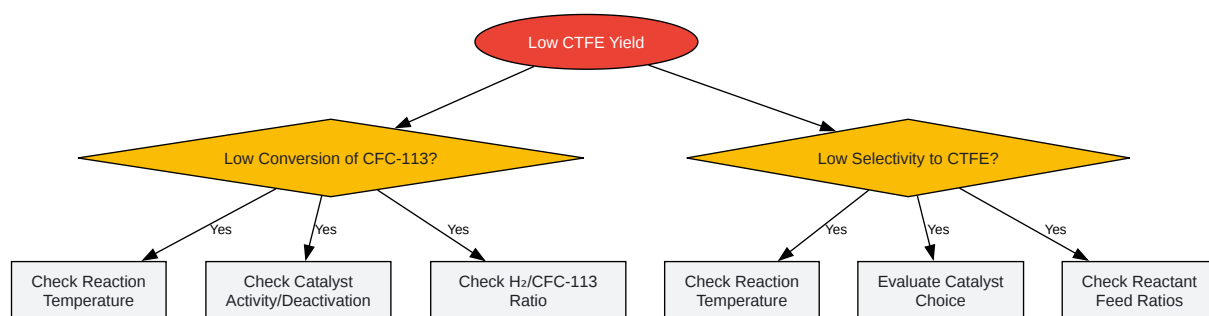 Low CTFE Yield
Low Conversion of CFC-113?
Low Selectivity to CTFE?
Yes
Yes
Yes
Yes
Yes
Yes
Check Reaction
Temperature
Check Catalyst
Activity/Deactivation
Check H₂/CFC-113
Ratio
Check Reaction
Temperature
Evaluate Catalyst
Choice
Check Reactant
Feed Ratios